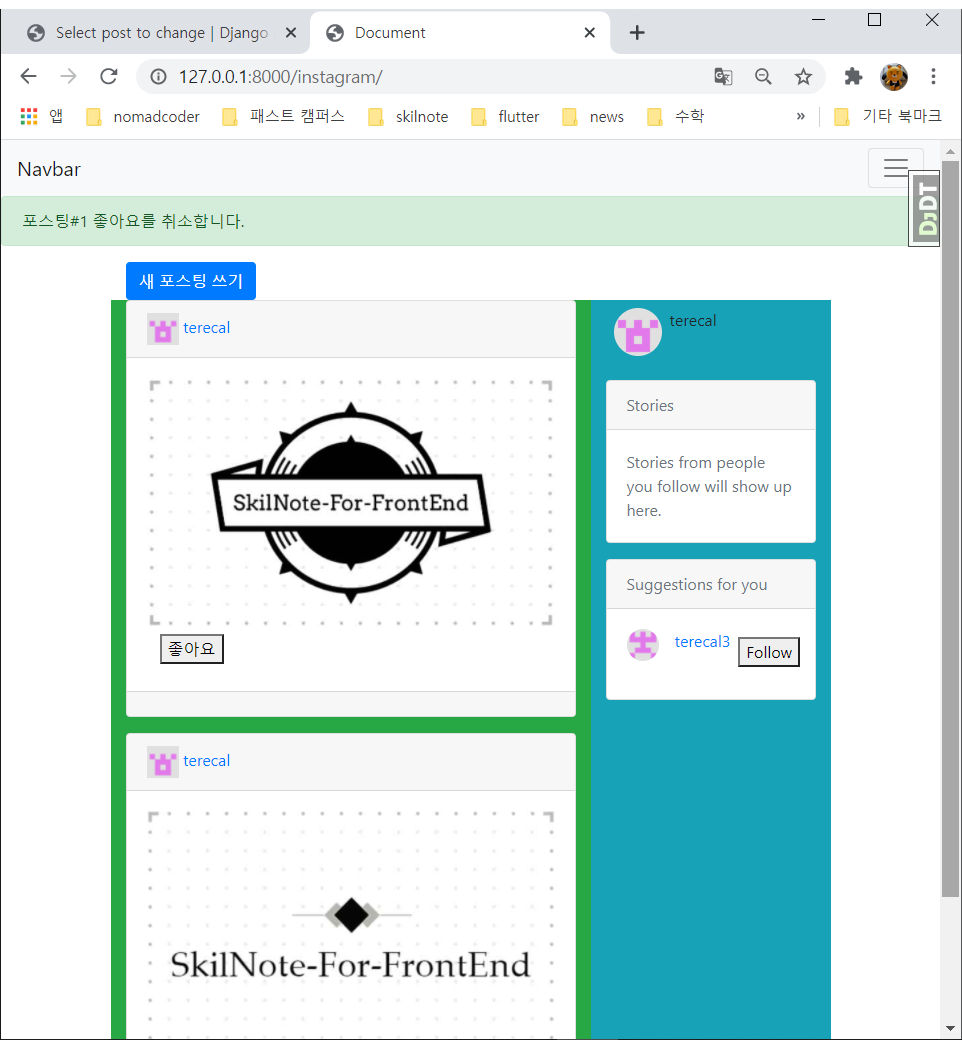 Select post to change | Django
Document
127.0.0.1:8000/instagram/
앱
nomadcoder
패스트 캠퍼스
skilnote
flutter
news
수학
»
기타 북마크
Navbar
DJDT
포스팅#1 좋아요를 취소합니다.
새 포스팅 쓰기
terecal
SkilNote-For-FrontEnd
좋아요
terecal
SkilNote-For-FrontEnd
terecal
Stories
Stories from people
you follow will show up
here.
Suggestions for you
terecal3
Follow